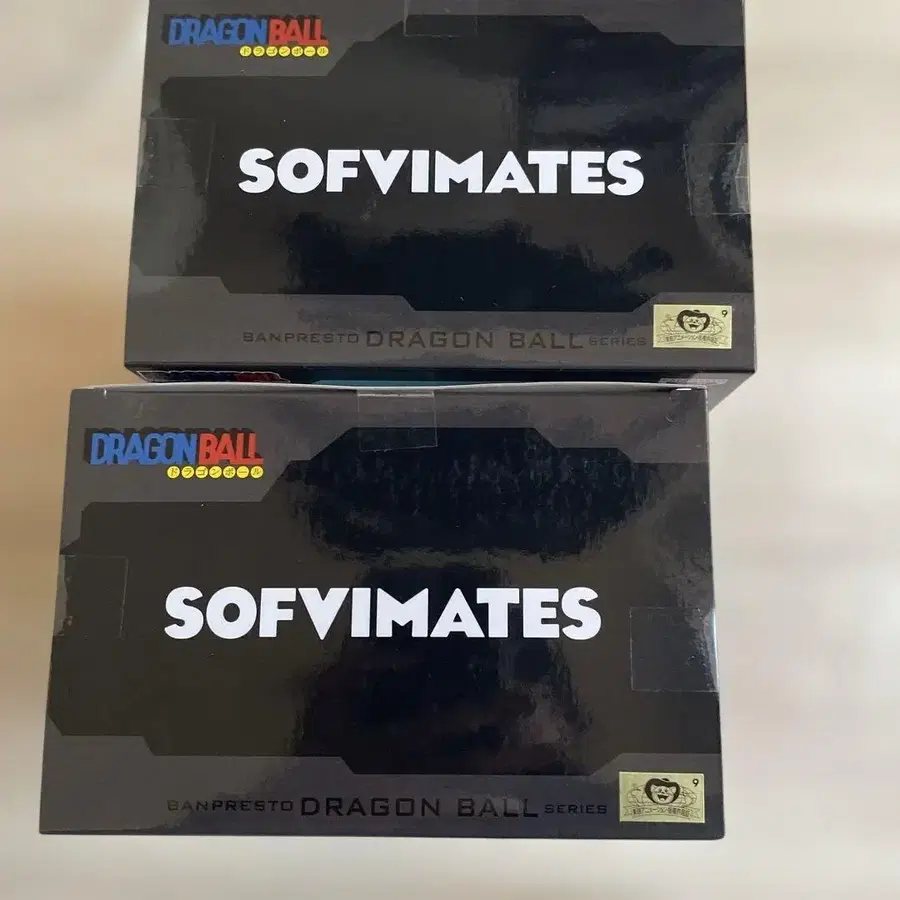 DRAGON BALL
ドラゴンボール
SOFVIMATES
BANPRESTO DRAGON BALL SERIES
9
DRAGON BALL
ドラゴンボール
SOFVIMATES
BANPRESTO DRAGON BALL SERIES
9